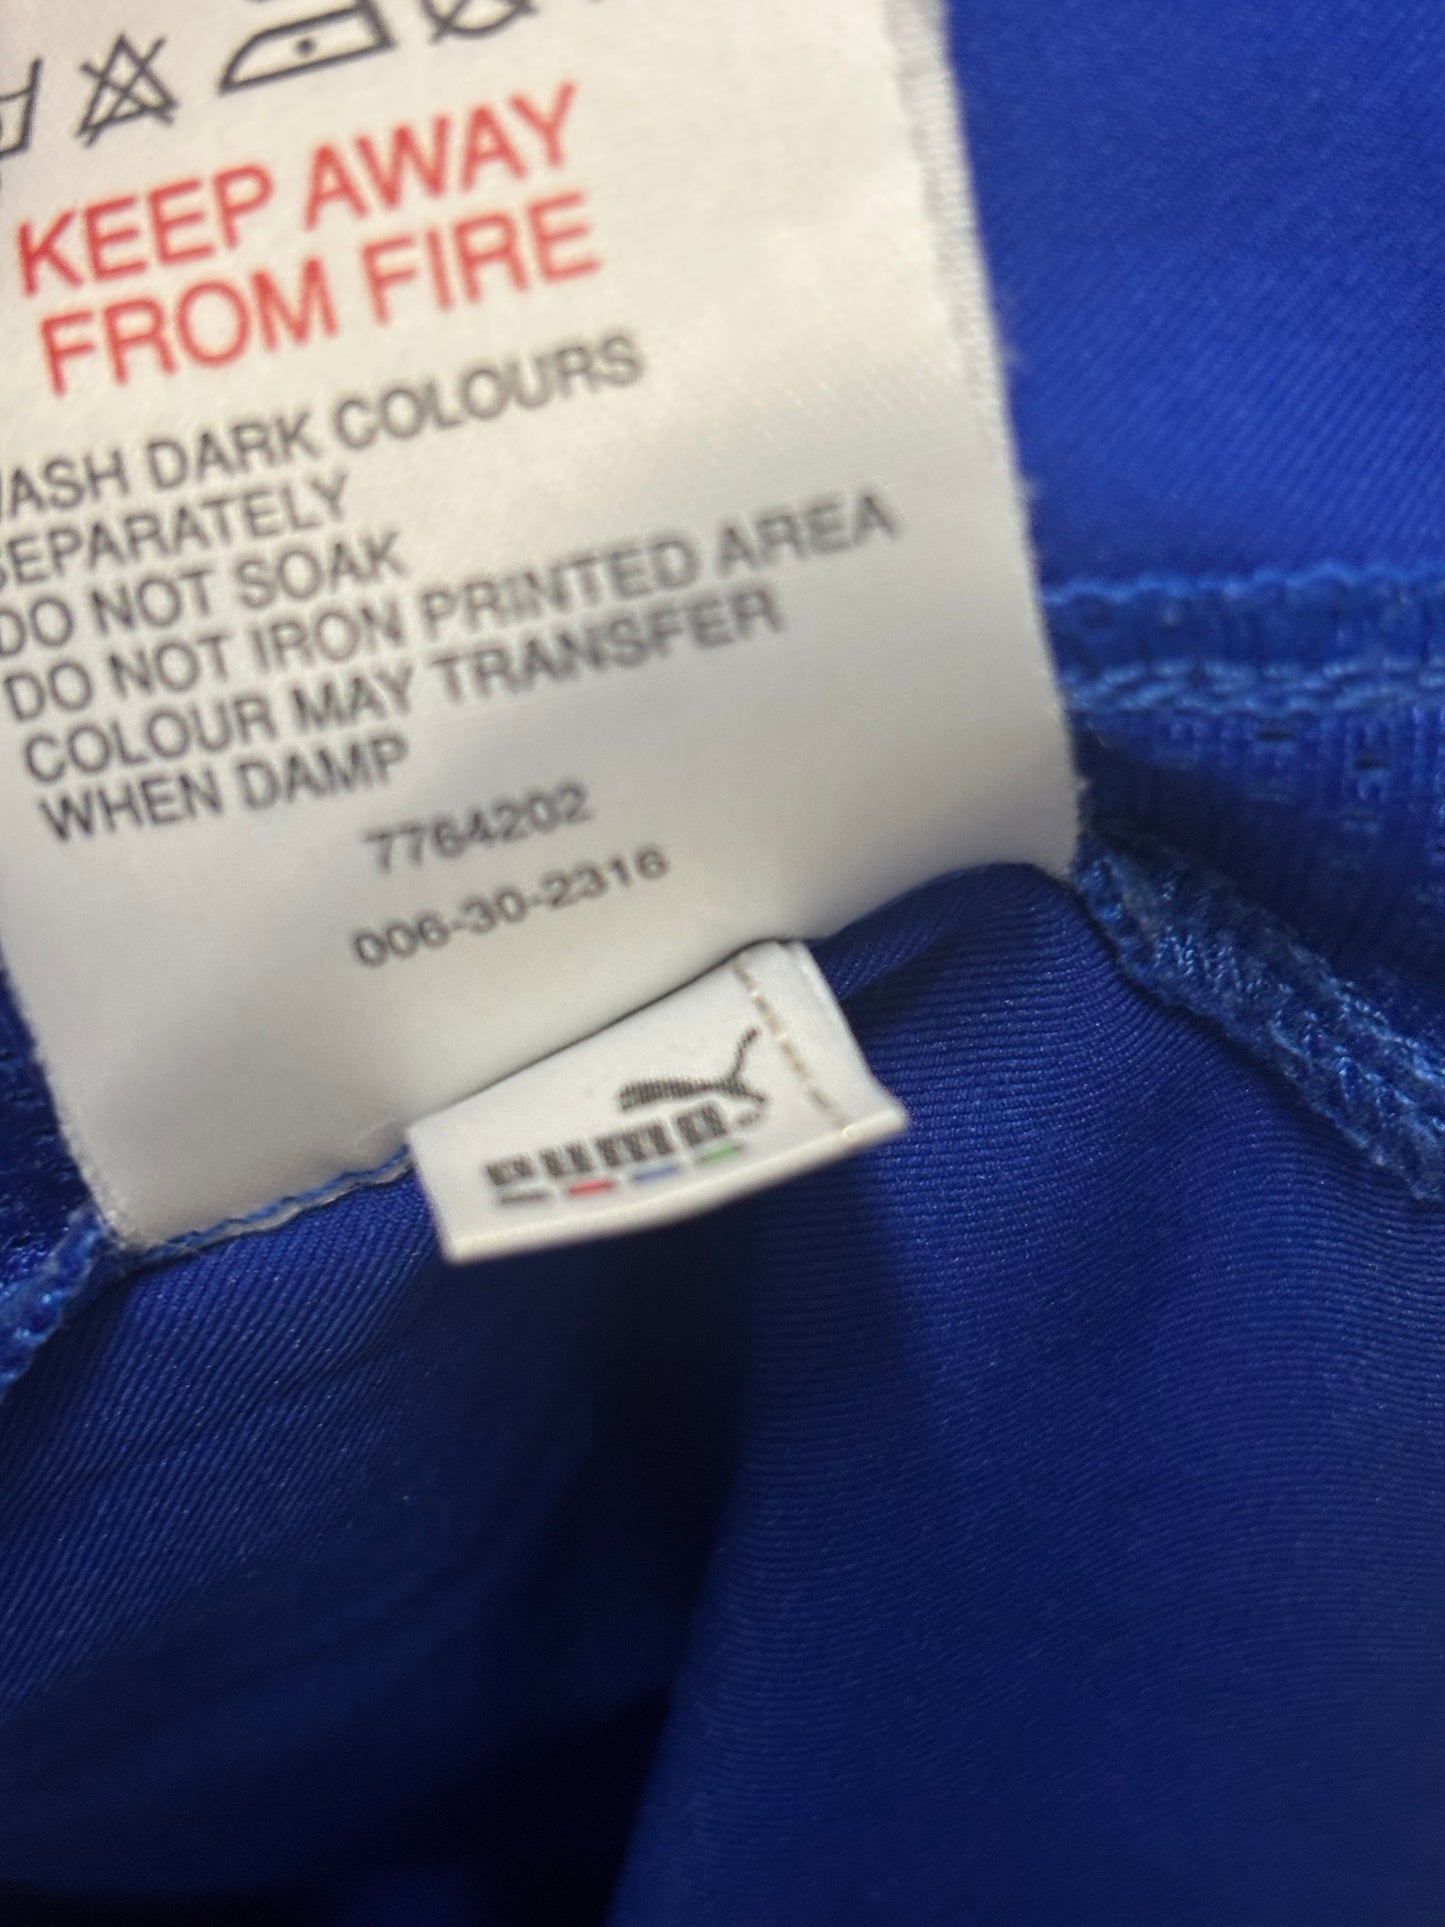 KEEP AWAY
FROM FIRE
WASH DARK COLOURS
SEPARATELY
DO NOT SOAK
DO NOT IRON PRINTED AREA
COLOUR MAY TRANSFER
WHEN DAMP
7764202
006-30-2316
PUMA